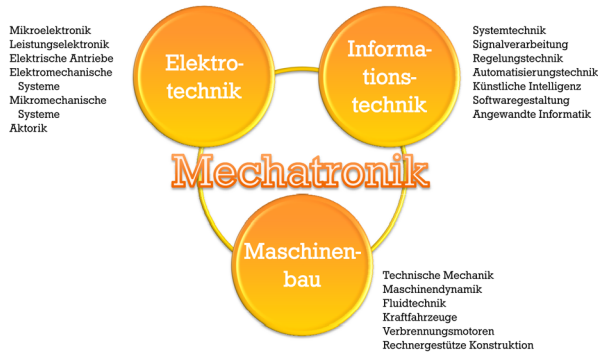 Mikroelektronik
Leistungselektronik
Elektrische Antriebe
Elektromechanische
Systeme
Mikromechanische
Systeme
Aktorik
Elektro-
technik
Informa-
tions-
technik
Systemtechnik
Signalverarbeitung
Regelungstechnik
Automatisierungstechnik
Künstliche Intelligenz
Softwaregestaltung
Angewandte Informatik
Mechatronik
Maschinen-
bau
Technische Mechanik
Maschinendynamik
Fluidtechnik
Kraftfahrzeuge
Verbrennungsmotoren
Rechnergestütze Konstruktion